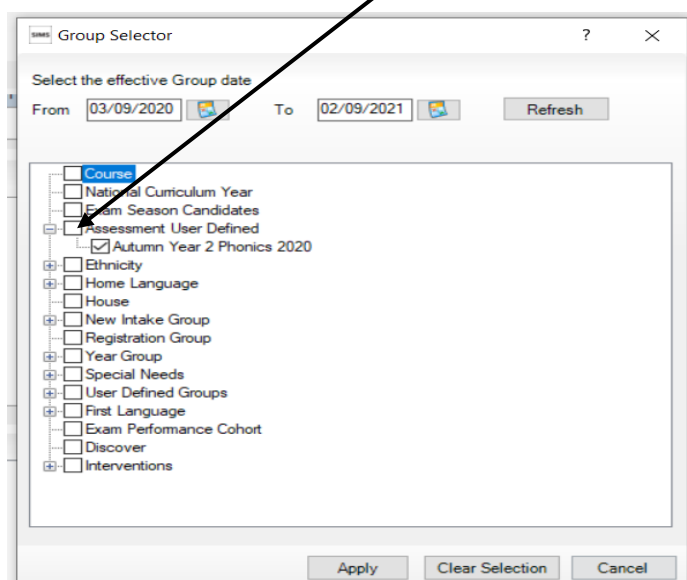 SIMS Group Selector ?
Select the effective Group date
From 03/09/2020 To 02/09/2021 Refresh
Course
National Curriculum Year
Exam Season Candidates
Assessment User Defined
Autumn Year 2 Phonics 2020
Ethnicity
Home Language
House
New Intake Group
Registration Group
Year Group
Special Needs
User Defined Groups
First Language
Exam Performance Cohort
Discover
Interventions
Apply Clear Selection Cancel